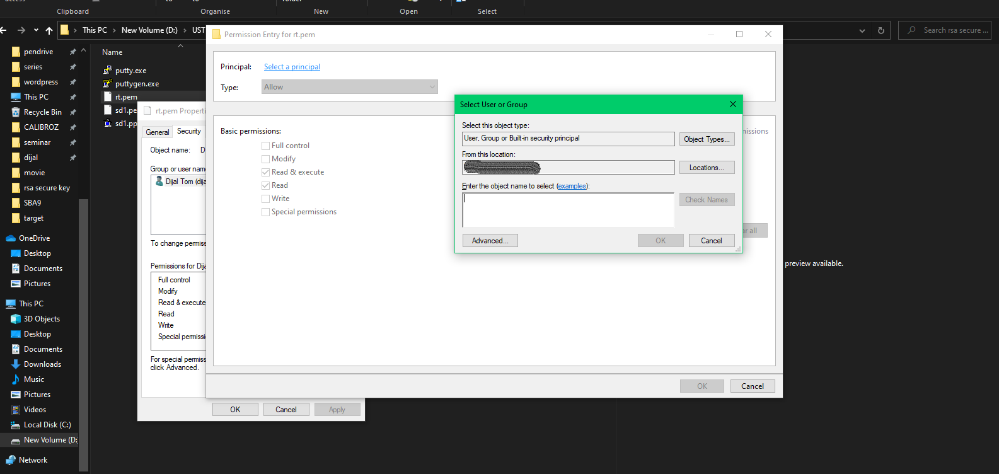 Clipboard
Organise
New
Open
Select
This PC
New Volume (D:)
UST
Search rsa secure ...
pendrive
series
wordpress
This PC
Recycle Bin
CALIBROZ
seminar
dijal
movie
rsa secure key
SBA9
target
OneDrive
Desktop
Documents
Pictures
This PC
3D Objects
Desktop
Documents
Downloads
Music
Pictures
Videos
Local Disk (C:)
New Volume (D:
Network
Name
putty.exe
puttygen.exe
rt.pem
sd1.pe
sd1.pp
rt.pem Properti
General
Security
Object name: D
Group or user name
Dijal Tom (dija
To change permiss
Permissions for Dija
Full control
Modify
Read & execute
Read
Write
Special permissi
For special permiss
click Advanced.
OK
Cancel
Apply
Permission Entry for rt.pem
Principal: Select a principal
Type: Allow
Basic permissions:
Full control
Modify
Read & execute
Read
Write
Special permissions
nissions
ar all
OK
Cancel
Select User or Group
Select this object type:
User, Group or Built-in security principal
Object Types...
From this location:
Locations...
Enter the object name to select (examples):
Check Names
Advanced...
OK
Cancel
preview available.